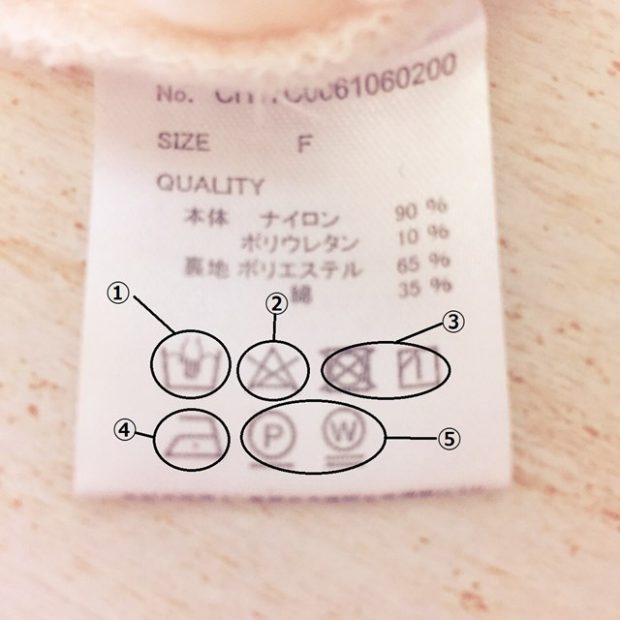 No.
SIZE F
QUALITY
本体 ナイロン 90 %
ポリウレタン 10 %
裏地 ポリエステル 65 %
綿 35 %
① ② ③
④ P W ⑤